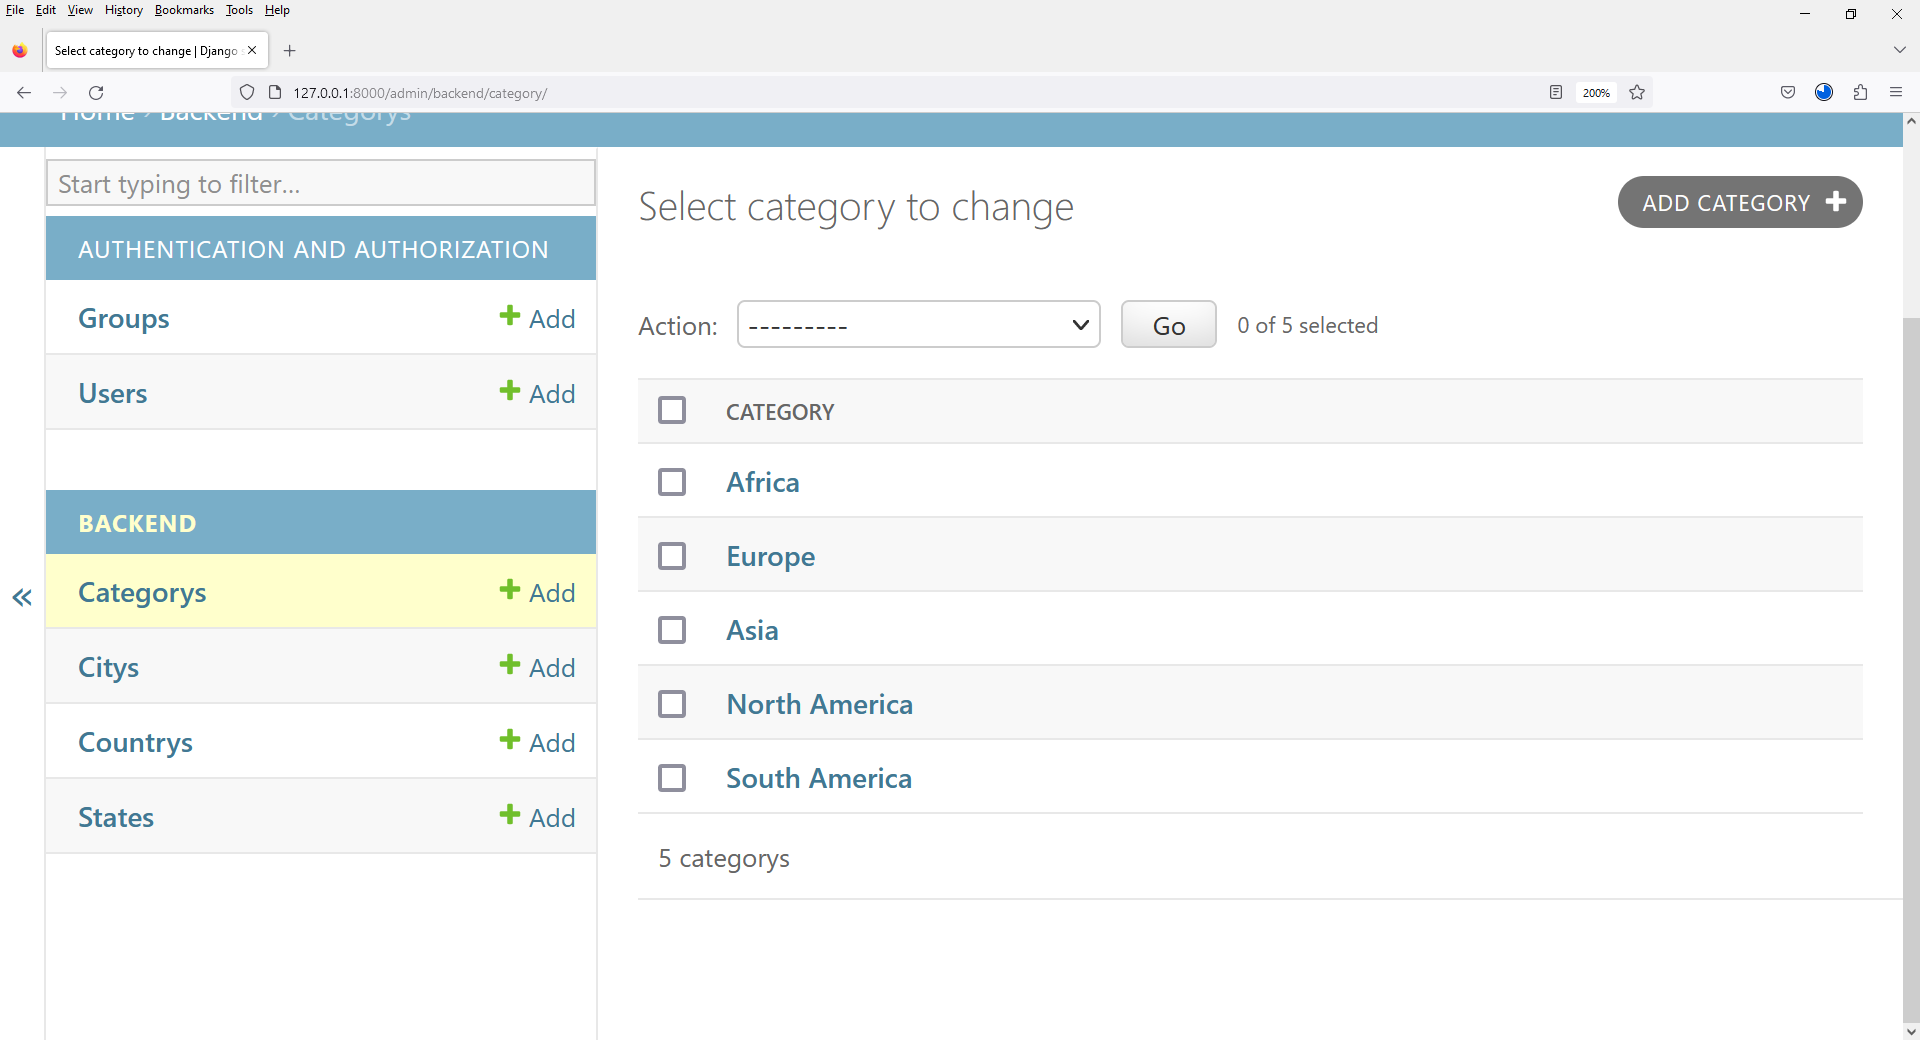 File Edit View History Bookmarks Tools Help
Select category to change | Django
127.0.0.1:8000/admin/backend/category/
200%
Home › Backend › Categorys
Start typing to filter...
AUTHENTICATION AND AUTHORIZATION
Groups Add
Users Add
BACKEND
Categorys Add
Citys Add
Countrys Add
States Add
Select category to change
ADD CATEGORY
Action: --------- Go 0 of 5 selected
CATEGORY
Africa
Europe
Asia
North America
South America
5 categorys